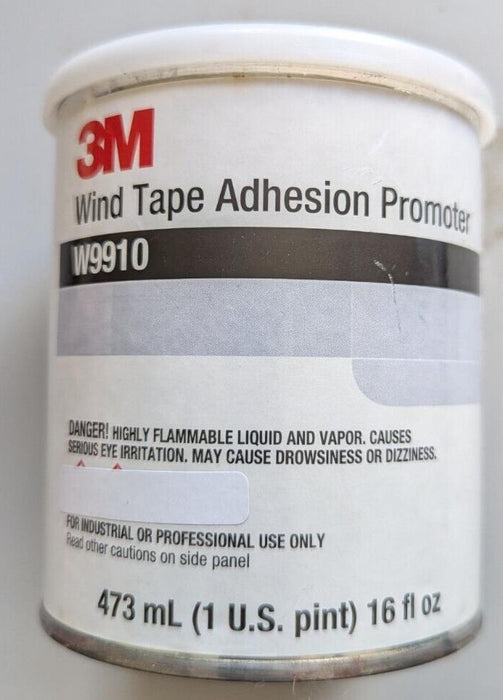 3M
Wind Tape Adhesion Promoter
W9910
DANGER! HIGHLY FLAMMABLE LIQUID AND VAPOR. CAUSES
SERIOUS EYE IRRITATION. MAY CAUSE DROWSINESS OR DIZZINESS.
FOR INDUSTRIAL OR PROFESSIONAL USE ONLY
Read other cautions on side panel
473 mL (1 U.S. pint) 16 fl oz